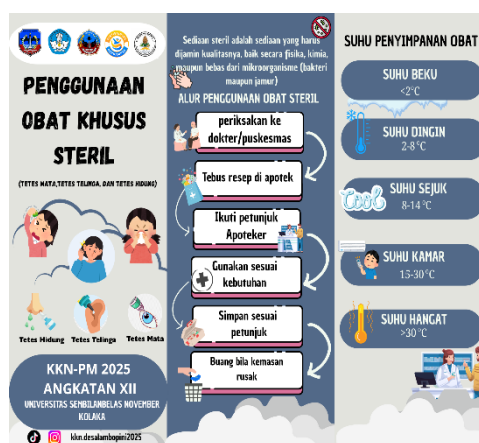 PENGGUNAAN
OBAT KHUSUS
STERIL
(TETES MATA,TETES TELINGA, DAN TETES HIDUNG)
Tetes Hidung
Tetes Telinga
Tetes Mata
KKN-PM 2025
ANGKATAN XII
UNIVERSITAS SEMBILANBELAS NOVEMBER
KOLAKA
kkn.desalambopini2025
Sediaan steril adalah sediaan yang harus
dijamin kualitasnya, baik secara fisika, kimia,
maupun bebas dari mikroorganisme (bakteri
maupun jamur)
ALUR PENGGUNAAN OBAT STERIL
periksakan ke
dokter/puskesmas
Tebus resep di apotek
Ikuti petunjuk
Apoteker
Gunakan sesuai
kebutuhan
Simpan sesuai
petunjuk
Buang bila kemasan
rusak
SUHU PENYIMPANAN OBAT
SUHU BEKU
<2°C
SUHU DINGIN
2-8°C
Cool
SUHU SEJUK
8-14°C
SUHU KAMAR
15-30°C
SUHU HANGAT
>30°C